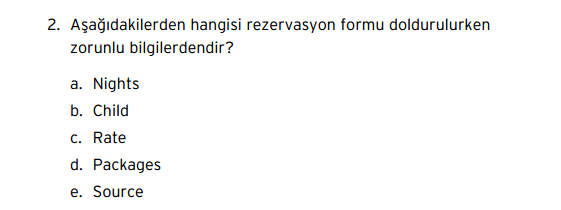 2. Aşağıdakilerden hangisi rezervasyon formu doldurulurken
zorunlu bilgilerdendir?
a. Nights
b. Child
c. Rate
d. Packages
e. Source